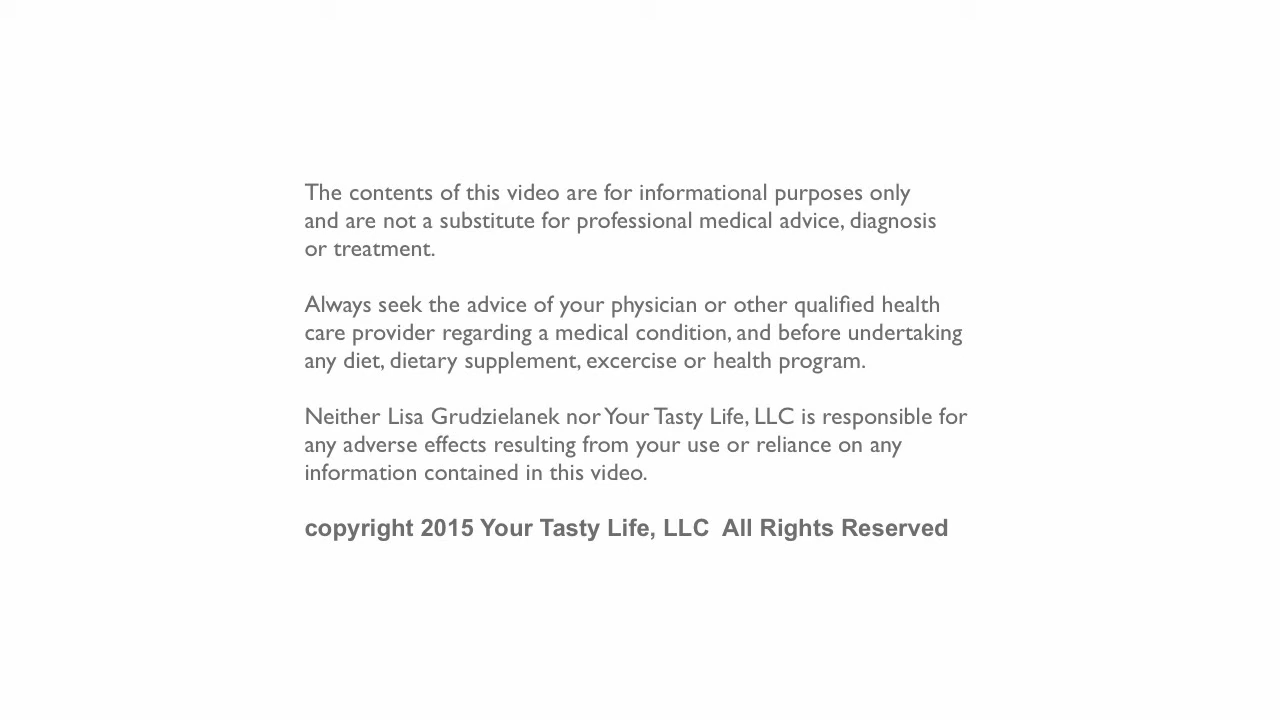 The contents of this video are for informational purposes only
and are not a substitute for professional medical advice, diagnosis
or treatment.
Always seek the advice of your physician or other qualified health
care provider regarding a medical condition, and before undertaking
any diet, dietary supplement, excercise or health program.
Neither Lisa Grudzielanek nor Your Tasty Life, LLC is responsible for
any adverse effects resulting from your use or reliance on any
information contained in this video.
copyright 2015 Your Tasty Life, LLC  All Rights Reserved